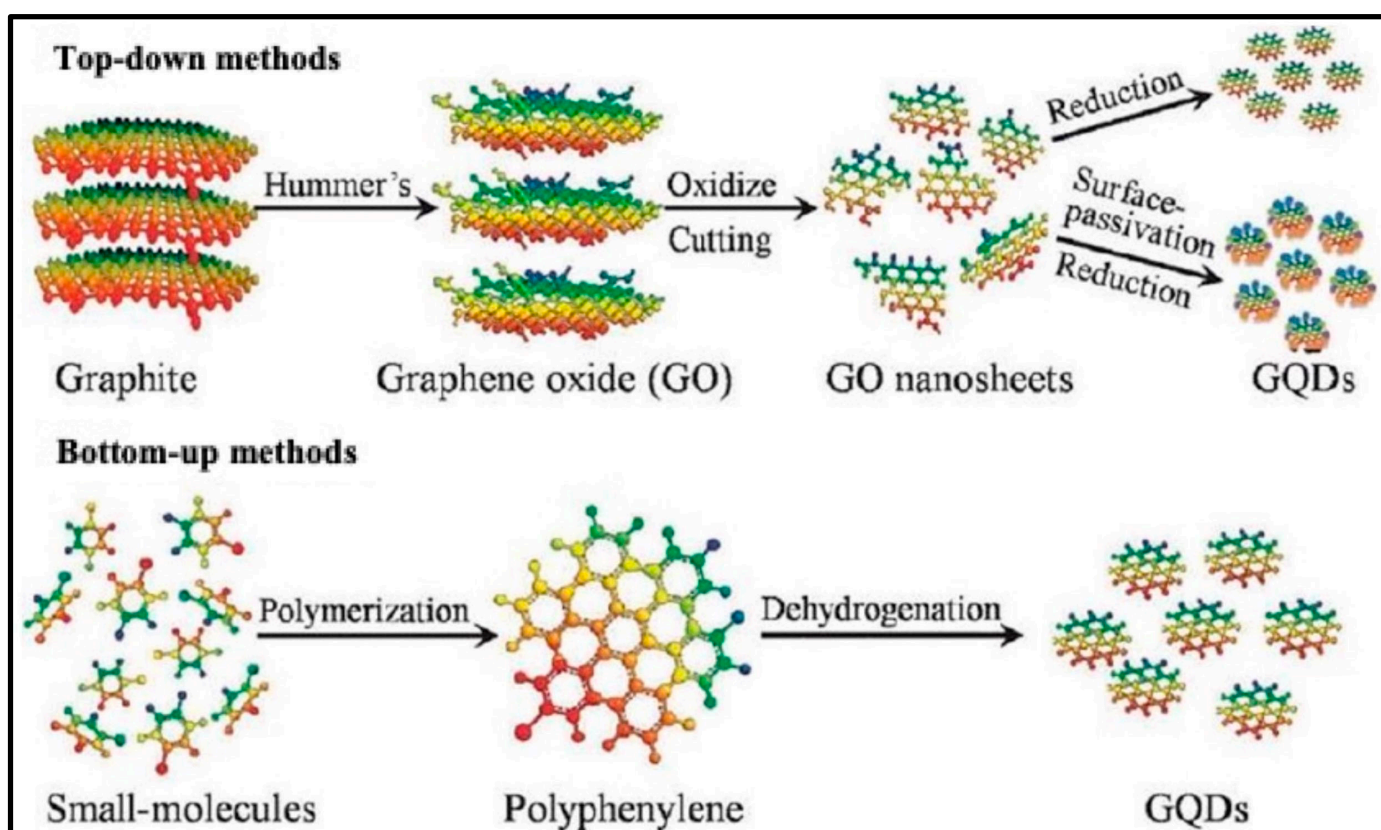 Top-down methods
Hummer's
Oxidize
Cutting
Reduction
Surface-
passivation
Reduction
Graphite
Graphene oxide (GO)
GO nanosheets
GQDs
Bottom-up methods
Polymerization
Dehydrogenation
Small-molecules
Polyphenylene
GQDs